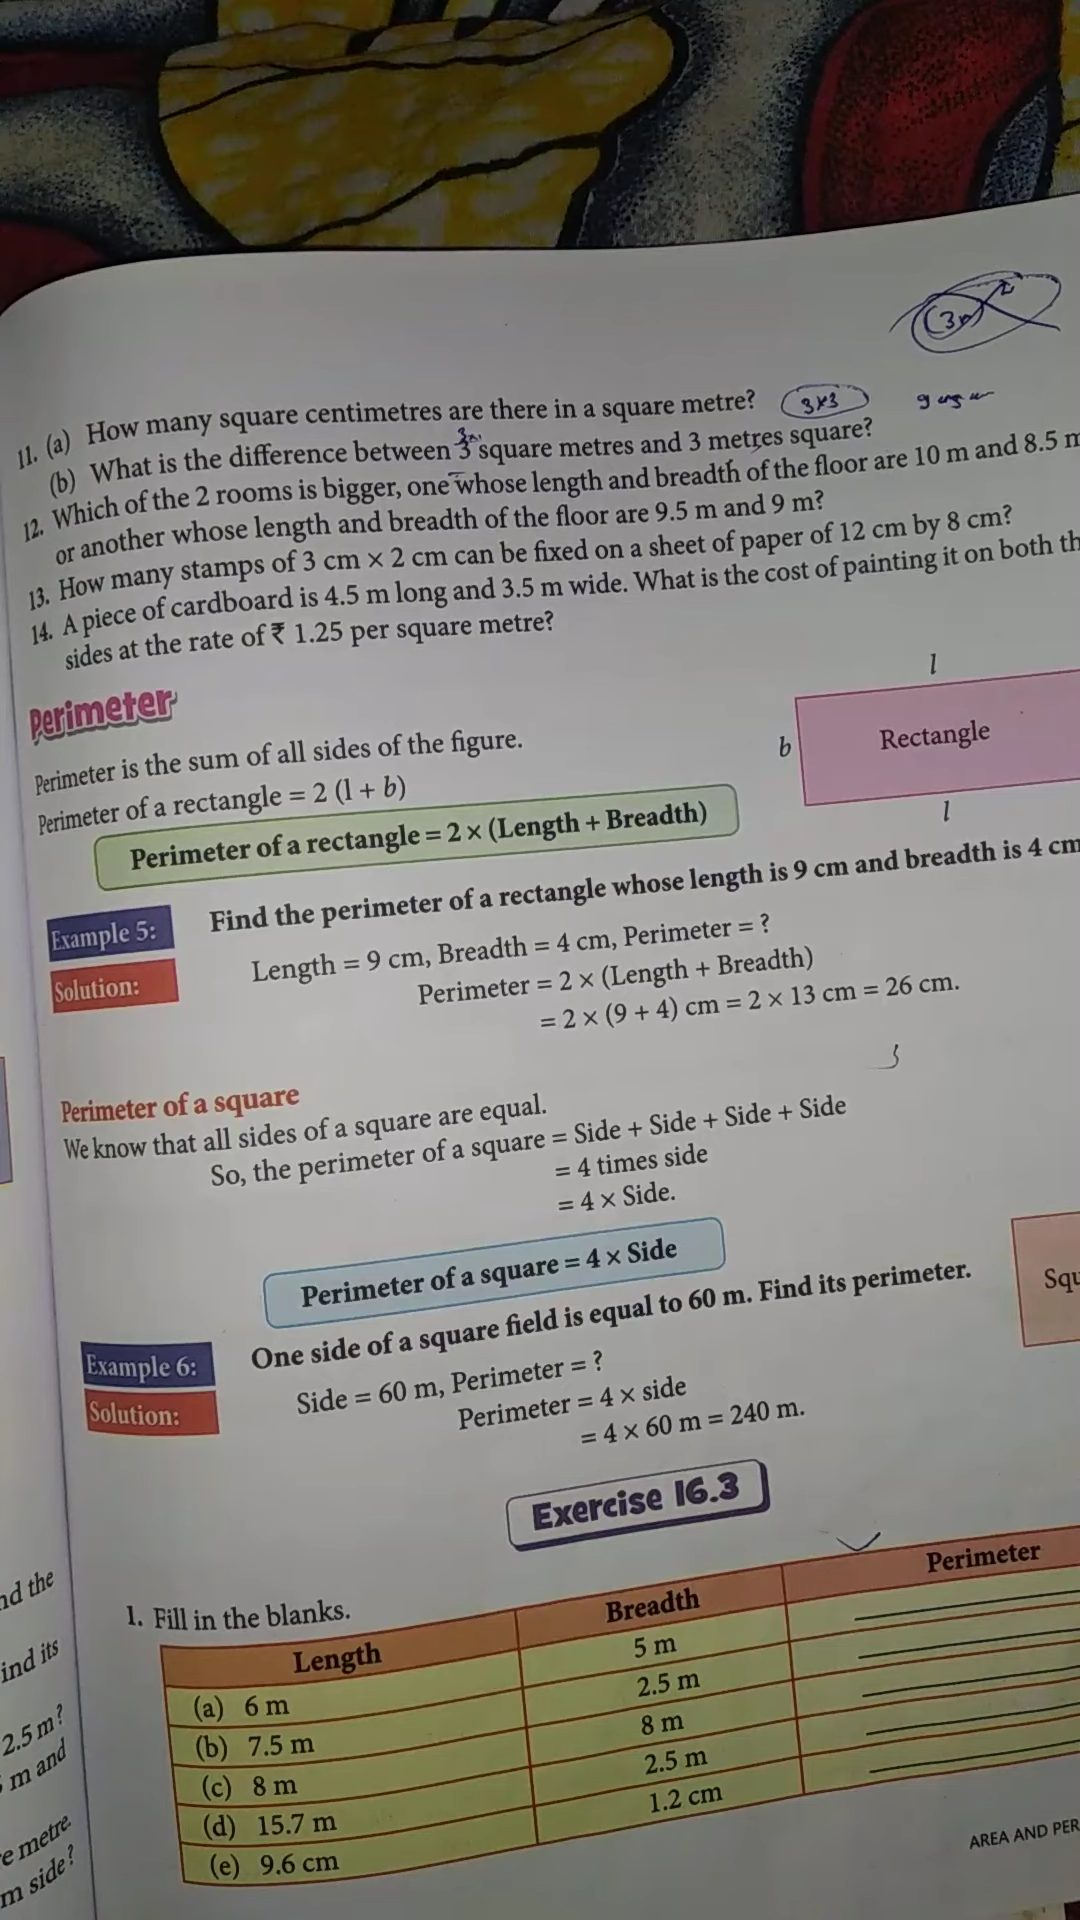 3×3
11. (a) How many square centimetres are there in a square metre?
(b) What is the difference between 3 square metres and 3 metres square?
12. Which of the 2 rooms is bigger, one whose length and breadth of the floor are 10 m and 8.5 m
or another whose length and breadth of the floor are 9.5 m and 9 m?
13. How many stamps of 3 cm × 2 cm can be fixed on a sheet of paper of 12 cm by 8 cm?
14. A piece of cardboard is 4.5 m long and 3.5 m wide. What is the cost of painting it on both th
sides at the rate of ₹ 1.25 per square metre?
Perimeter
Perimeter is the sum of all sides of the figure.
Perimeter of a rectangle = 2 (l + b)
Perimeter of a rectangle = 2 × (Length + Breadth)
l
b
Rectangle
l
Example 5:
Find the perimeter of a rectangle whose length is 9 cm and breadth is 4 cm
Solution:
Length = 9 cm, Breadth = 4 cm, Perimeter = ?
Perimeter = 2 × (Length + Breadth)
= 2 × (9 + 4) cm = 2 × 13 cm = 26 cm.
Perimeter of a square
We know that all sides of a square are equal.
So, the perimeter of a square = Side + Side + Side + Side
= 4 times side
= 4 × Side.
Perimeter of a square = 4 × Side
Squ
Example 6:
One side of a square field is equal to 60 m. Find its perimeter.
Solution:
Side = 60 m, Perimeter = ?
Perimeter = 4 × side
= 4 × 60 m = 240 m.
Exercise 16.3
1. Fill in the blanks.
Length Breadth Perimeter
(a) 6 m 5 m
(b) 7.5 m 2.5 m
(c) 8 m 8 m
(d) 15.7 m 2.5 m
(e) 9.6 cm 1.2 cm
AREA AND PER
nd the
ind its
2.5 m?
m and
e metre.
m side?